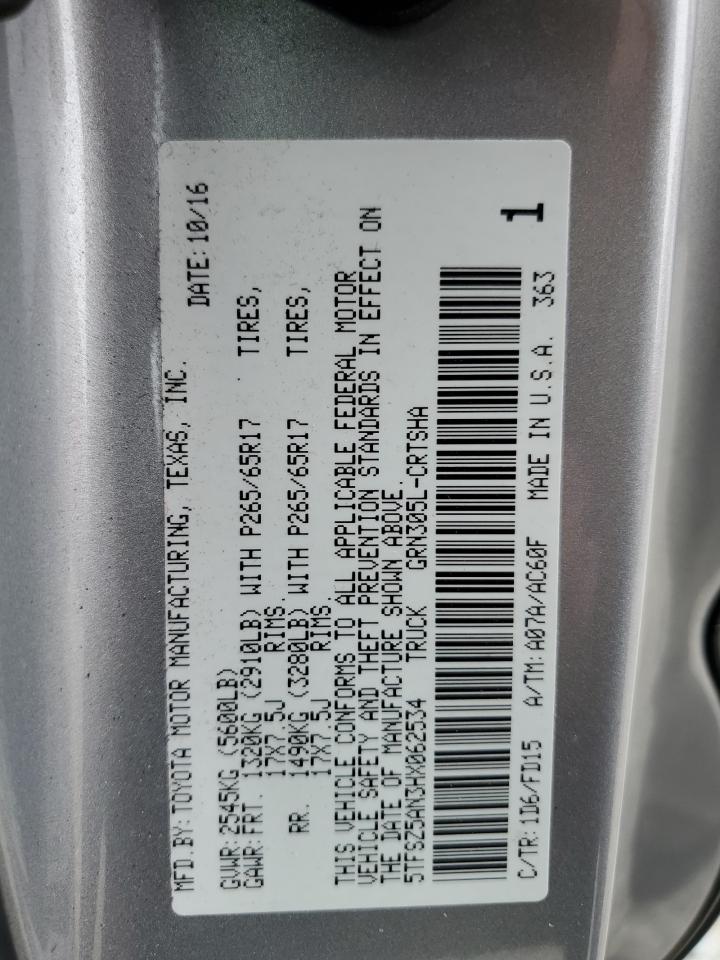 MFD.BY:TOYOTA MOTOR MANUFACTURING, TEXAS, INC.
DATE:10/16
GVWR:2545KG (5600LB)
GAWR:FRT. 1320KG (2910LB) WITH P265/65R17 TIRES,
17X7.5J RIMS.
RR. 1490KG (3280LB) WITH P265/65R17 TIRES,
17X7.5J RIMS.
THIS VEHICLE CONFORMS TO ALL APPLICABLE FEDERAL MOTOR
VEHICLE SAFETY AND THEFT PREVENTION STANDARDS IN EFFECT ON
THE DATE OF MANUFACTURE SHOWN ABOVE.
5TFSZ5AN3HX062534 TRUCK GRN305L-CRTSHA
1
C/TR:1D6/FD15 A/TM:A07A/AC60F MADE IN U.S.A. 363